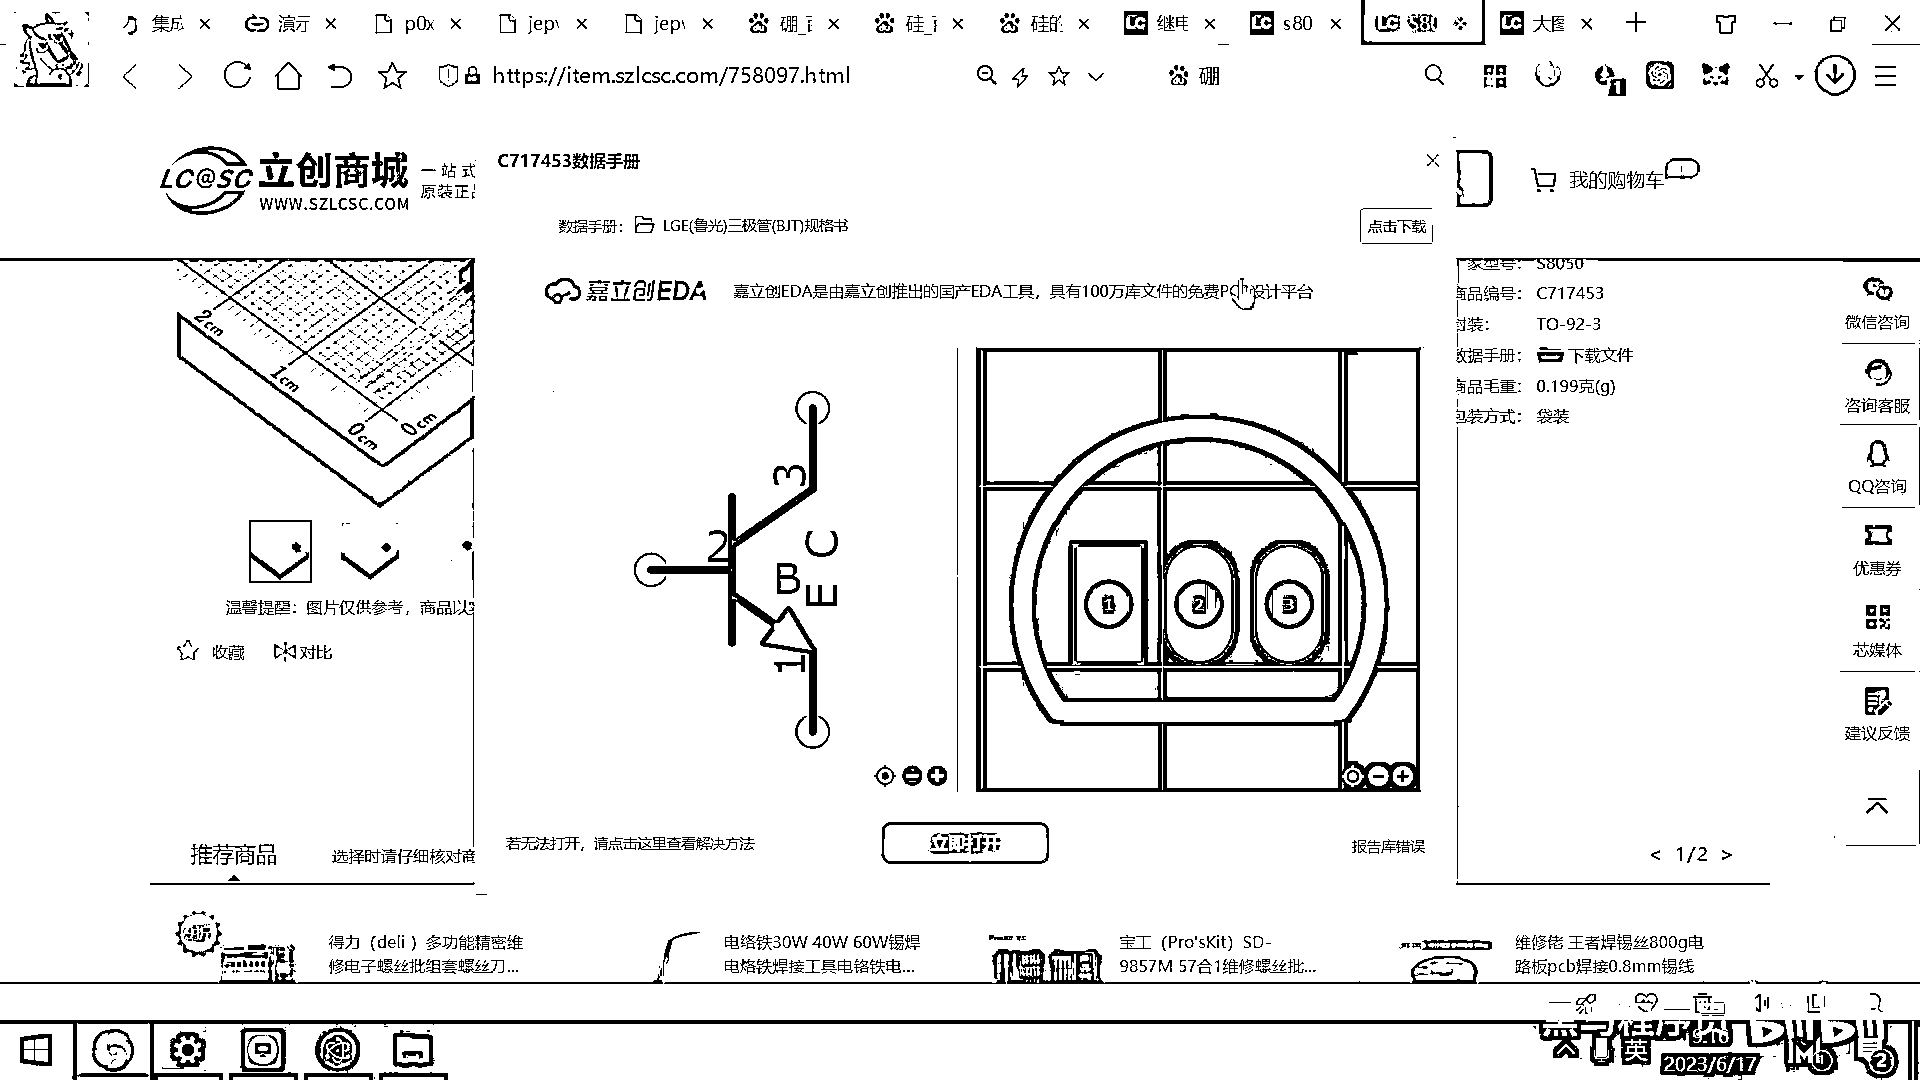 集成
演示
p0x
jepv
jepv
硼_
硅_
硅的
继电
s80
S80
大图
https://item.szlcsc.com/758097.html
硼
LC@SC 立创商城
WWW.SZLCSC.COM
一站式
原装正品
C717453数据手册
我的购物车
数据手册： LGE(鲁光)三极管(BJT)规格书
点击下载
嘉立创EDA
嘉立创EDA是由嘉立创推出的国产EDA工具，具有100万库文件的免费PCB设计平台
家型号： S8050
商品编号： C717453
封装： TO-92-3
数据手册： 下载文件
商品毛重： 0.199克(g)
包装方式： 袋装
2cm
1cm
0cm
0cm
3
2
B
C
E
1
1
2
3
温馨提醒：图片仅供参考，商品以
收藏
对比
微信咨询
咨询客服
QQ咨询
优惠券
芯媒体
建议反馈
若无法打开，请点击这里查看解决方法
立即打开
报告库错误
推荐商品
选择时请仔细核对商
< 1/2 >
得力（deli ）多功能精密维
修电子螺丝批组套螺丝刀...
电络铁30W 40W 60W锡焊
电烙铁焊接工具电铬铁电...
宝工（Pro'sKit）SD-
9857M 57合1维修螺丝批...
维修佬 王者焊锡丝800g电
路板pcb焊接0.8mm锡线
英
2023/6/17
2